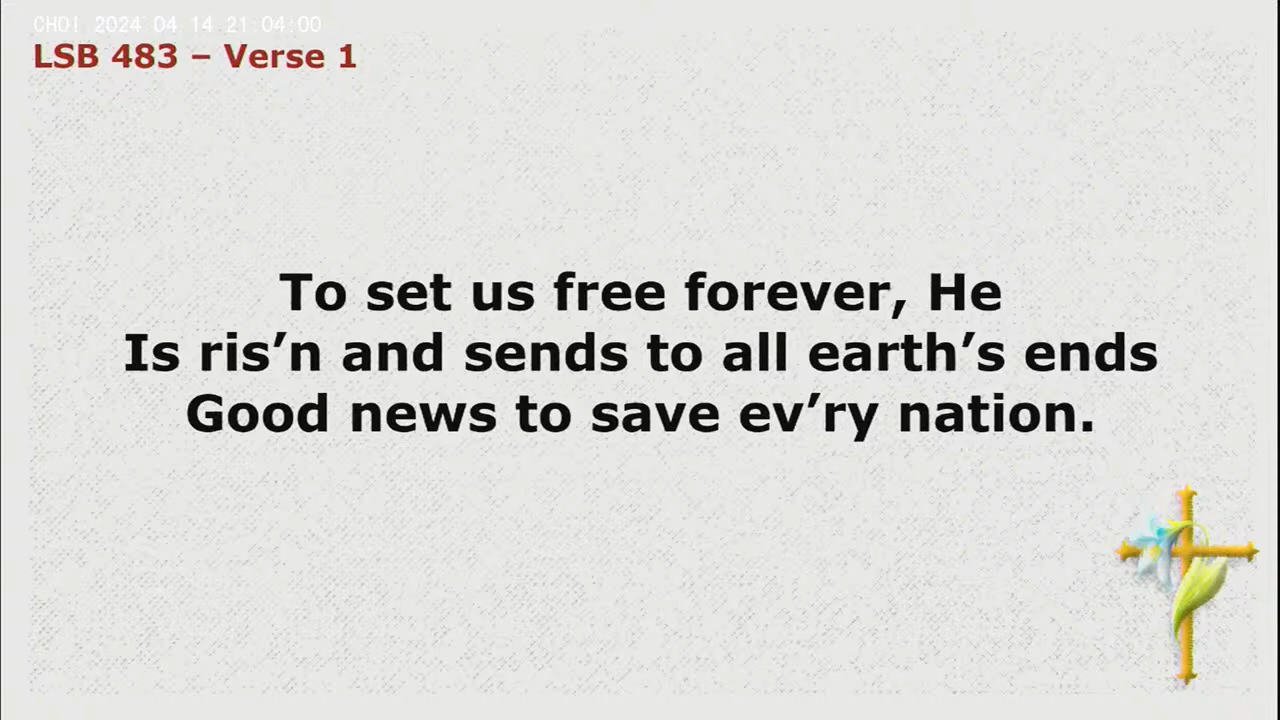 CH01 2024 04 14 21:04:00
LSB 483 – Verse 1
To set us free forever, He
Is ris’n and sends to all earth’s ends
Good news to save ev’ry nation.